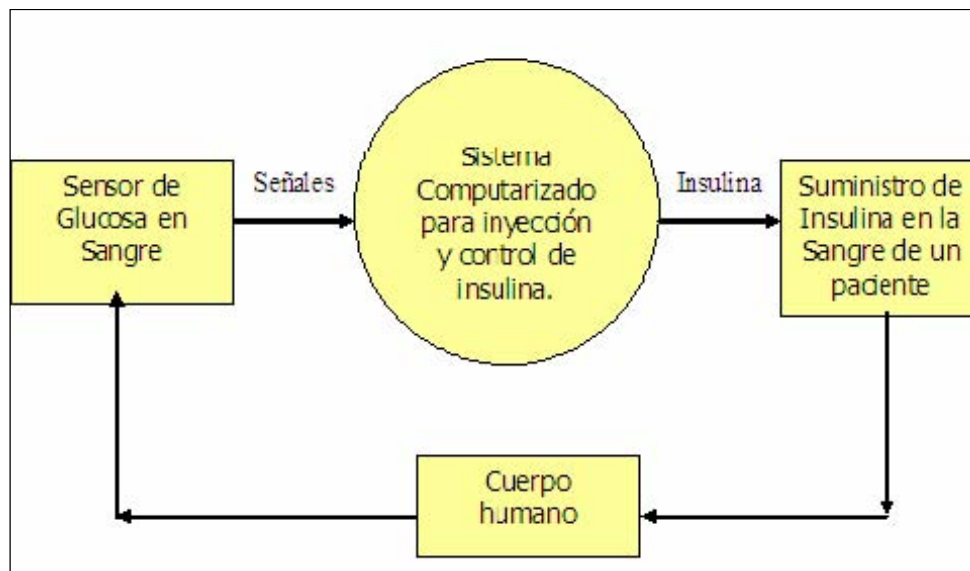 Sensor de
Glucosa en
Sangre
Señales
Sistema
Computarizado
para inyección
y control de
insulina.
Insulina
Suministro de
Insulina en la
Sangre de un
paciente
Cuerpo
humano